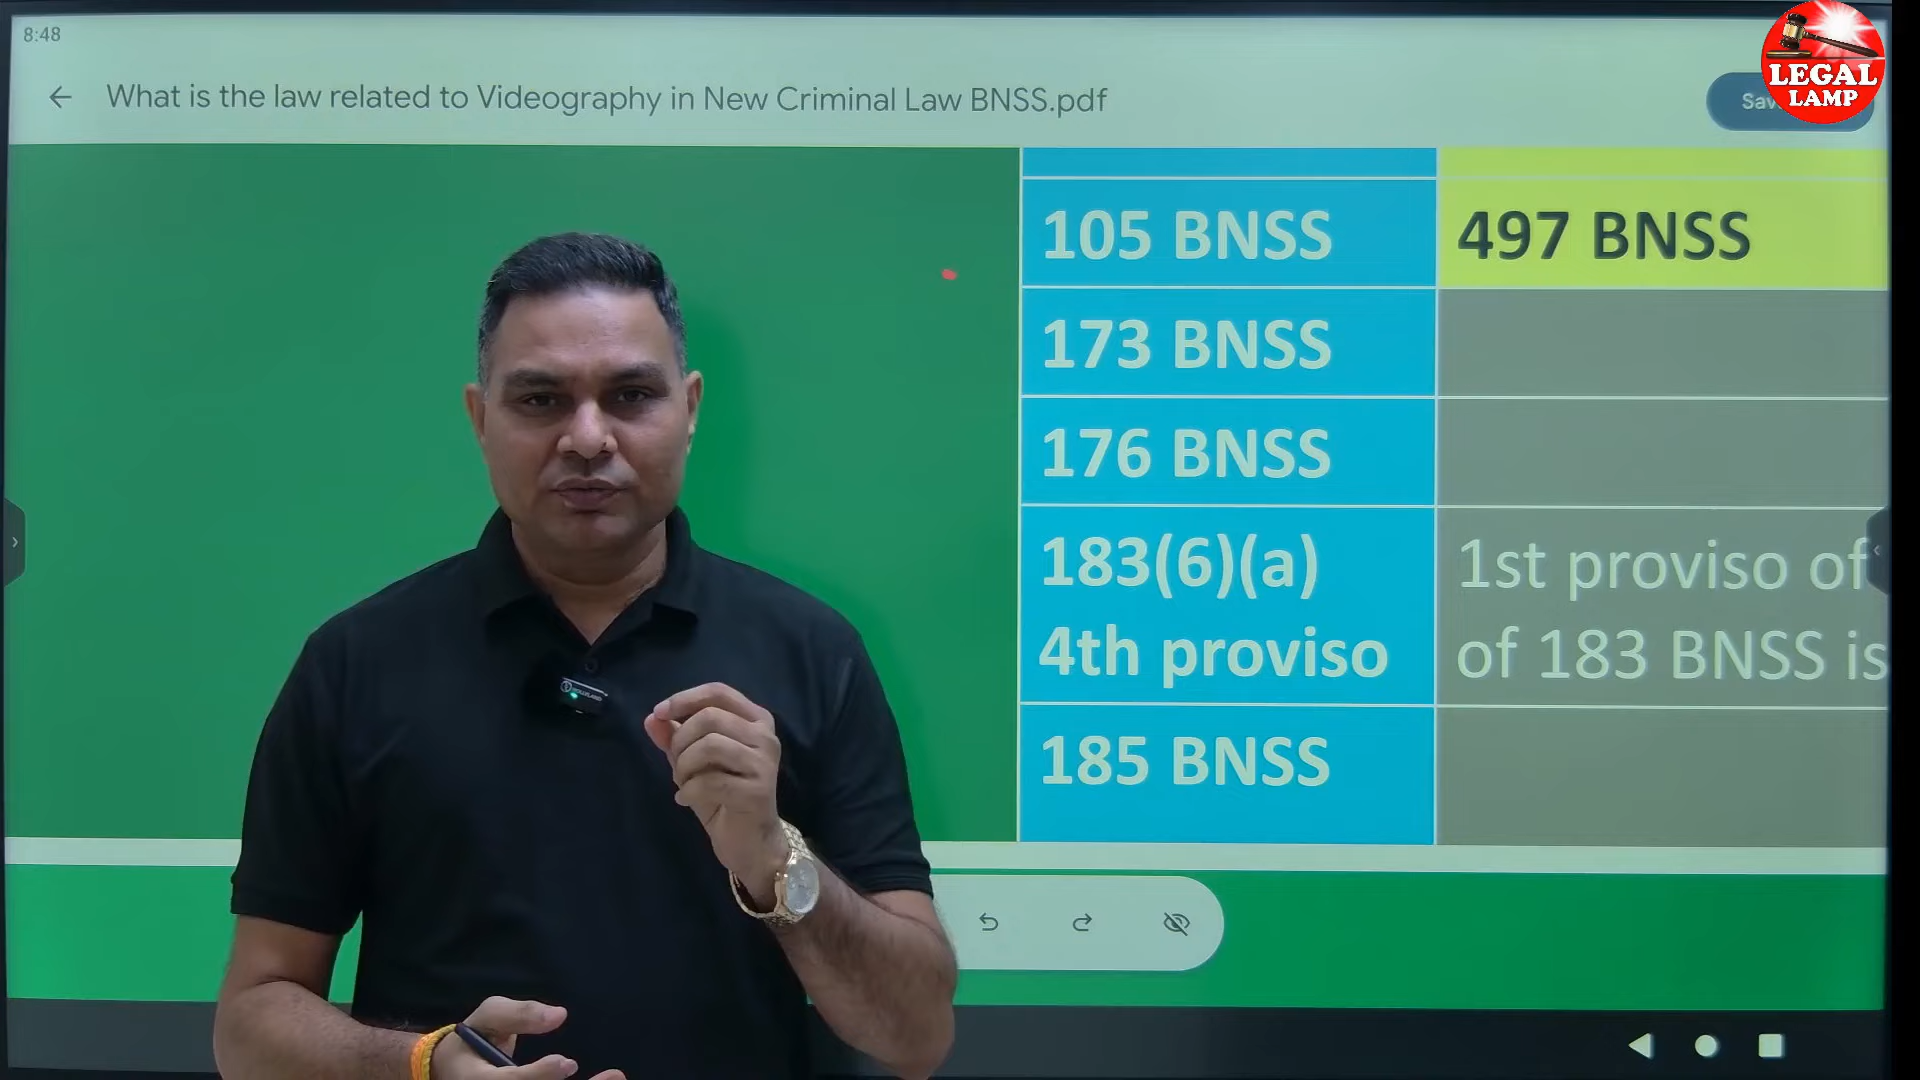 8:48
What is the law related to Videography in New Criminal Law BNSS.pdf
LEGAL
LAMP
105 BNSS
497 BNSS
173 BNSS
176 BNSS
183(6)(a)
4th proviso
1st proviso of
of 183 BNSS is
185 BNSS